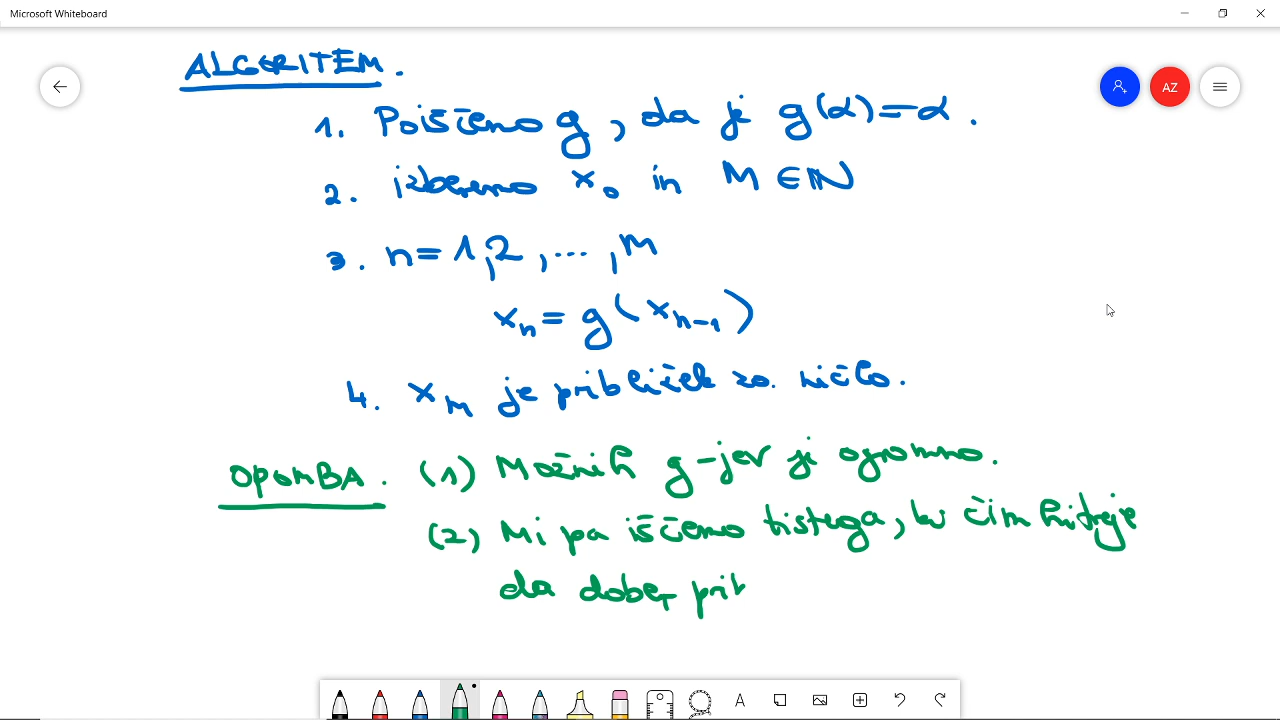 Microsoft Whiteboard
AZ
ALGORITEM.
1. Poiščemo g, da je g(α)=α.
2. izberemo x₀ in M∈ℕ
3. n=1,2,...,M
xₙ=g(xₙ₋₁)
4. x_M je približek za ničlo.
OPOMBA. (1) Možnih g-jev je ogromno.
(2) Mi pa iščemo tistega, ki čim hitreje
da dober prib
A